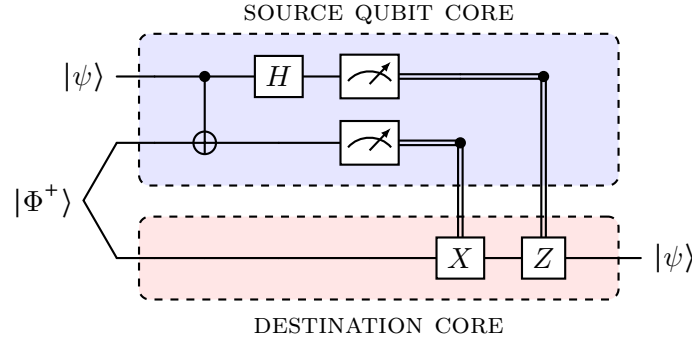 SOURCE QUBIT CORE
|ψ⟩
H
|Φ⁺⟩
X
Z
|ψ⟩
DESTINATION CORE